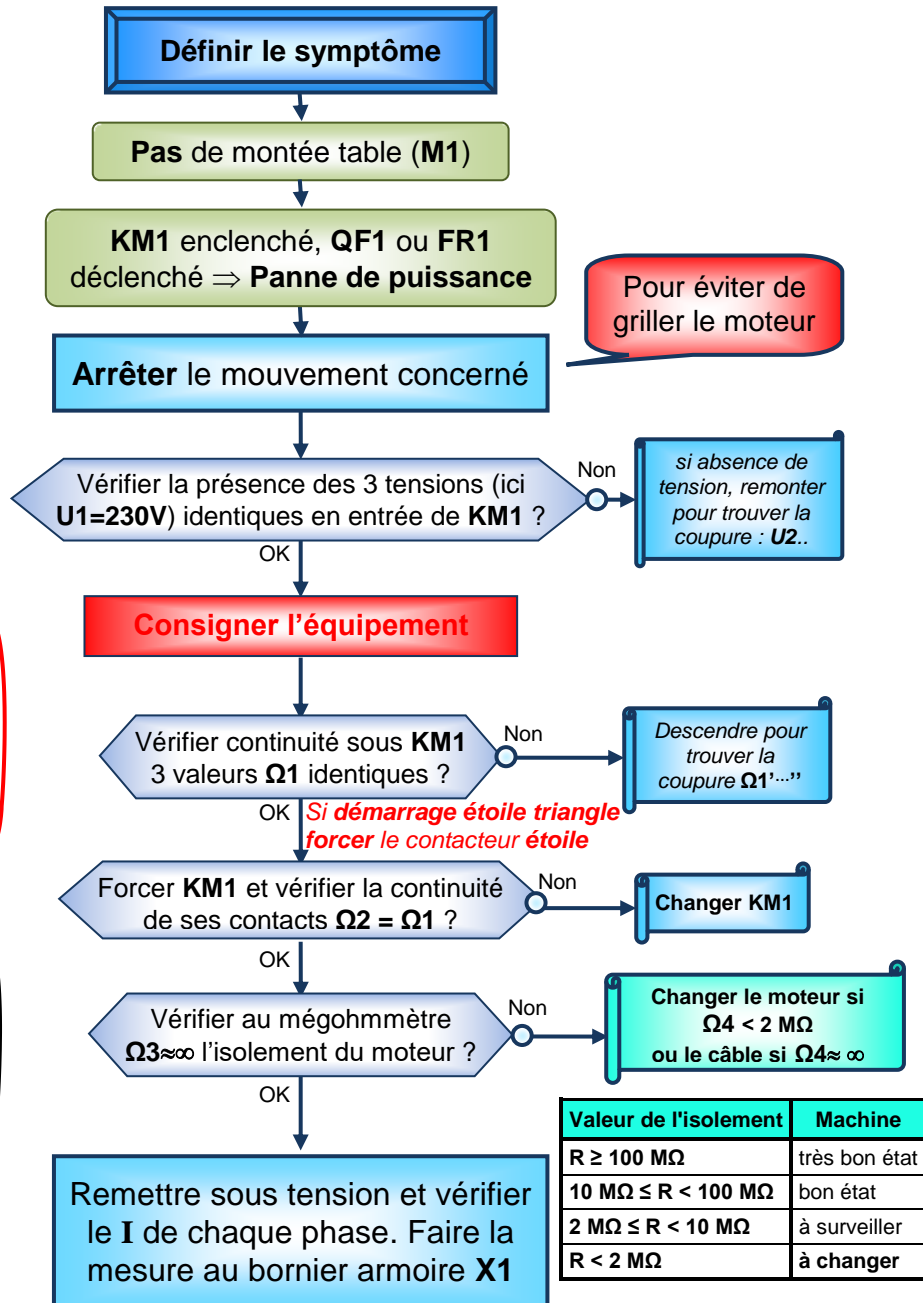 Définir le symptôme
Pas de montée table (M1)
KM1 enclenché, QF1 ou FR1
déclenché ⇒ Panne de puissance
Pour éviter de
griller le moteur
Arrêter le mouvement concerné
Vérifier la présence des 3 tensions (ici
U1=230V) identiques en entrée de KM1 ?
Non
si absence de
tension, remonter
pour trouver la
coupure : U2..
OK
Consigner l'équipement
Vérifier continuité sous KM1
3 valeurs Ω1 identiques ?
Non
Descendre pour
trouver la
coupure Ω1'...''
OK
Si démarrage étoile triangle
forcer le contacteur étoile
Forcer KM1 et vérifier la continuité
de ses contacts Ω2 = Ω1 ?
Non
Changer KM1
OK
Vérifier au mégohmmètre
Ω3≈∞ l'isolement du moteur ?
Non
Changer le moteur si
Ω4 < 2 MΩ
ou le câble si Ω4≈ ∞
OK
Remettre sous tension et vérifier
le I de chaque phase. Faire la
mesure au bornier armoire X1
Valeur de l'isolement Machine
R ≥ 100 MΩ très bon état
10 MΩ ≤ R < 100 MΩ bon état
2 MΩ ≤ R < 10 MΩ à surveiller
R < 2 MΩ à changer